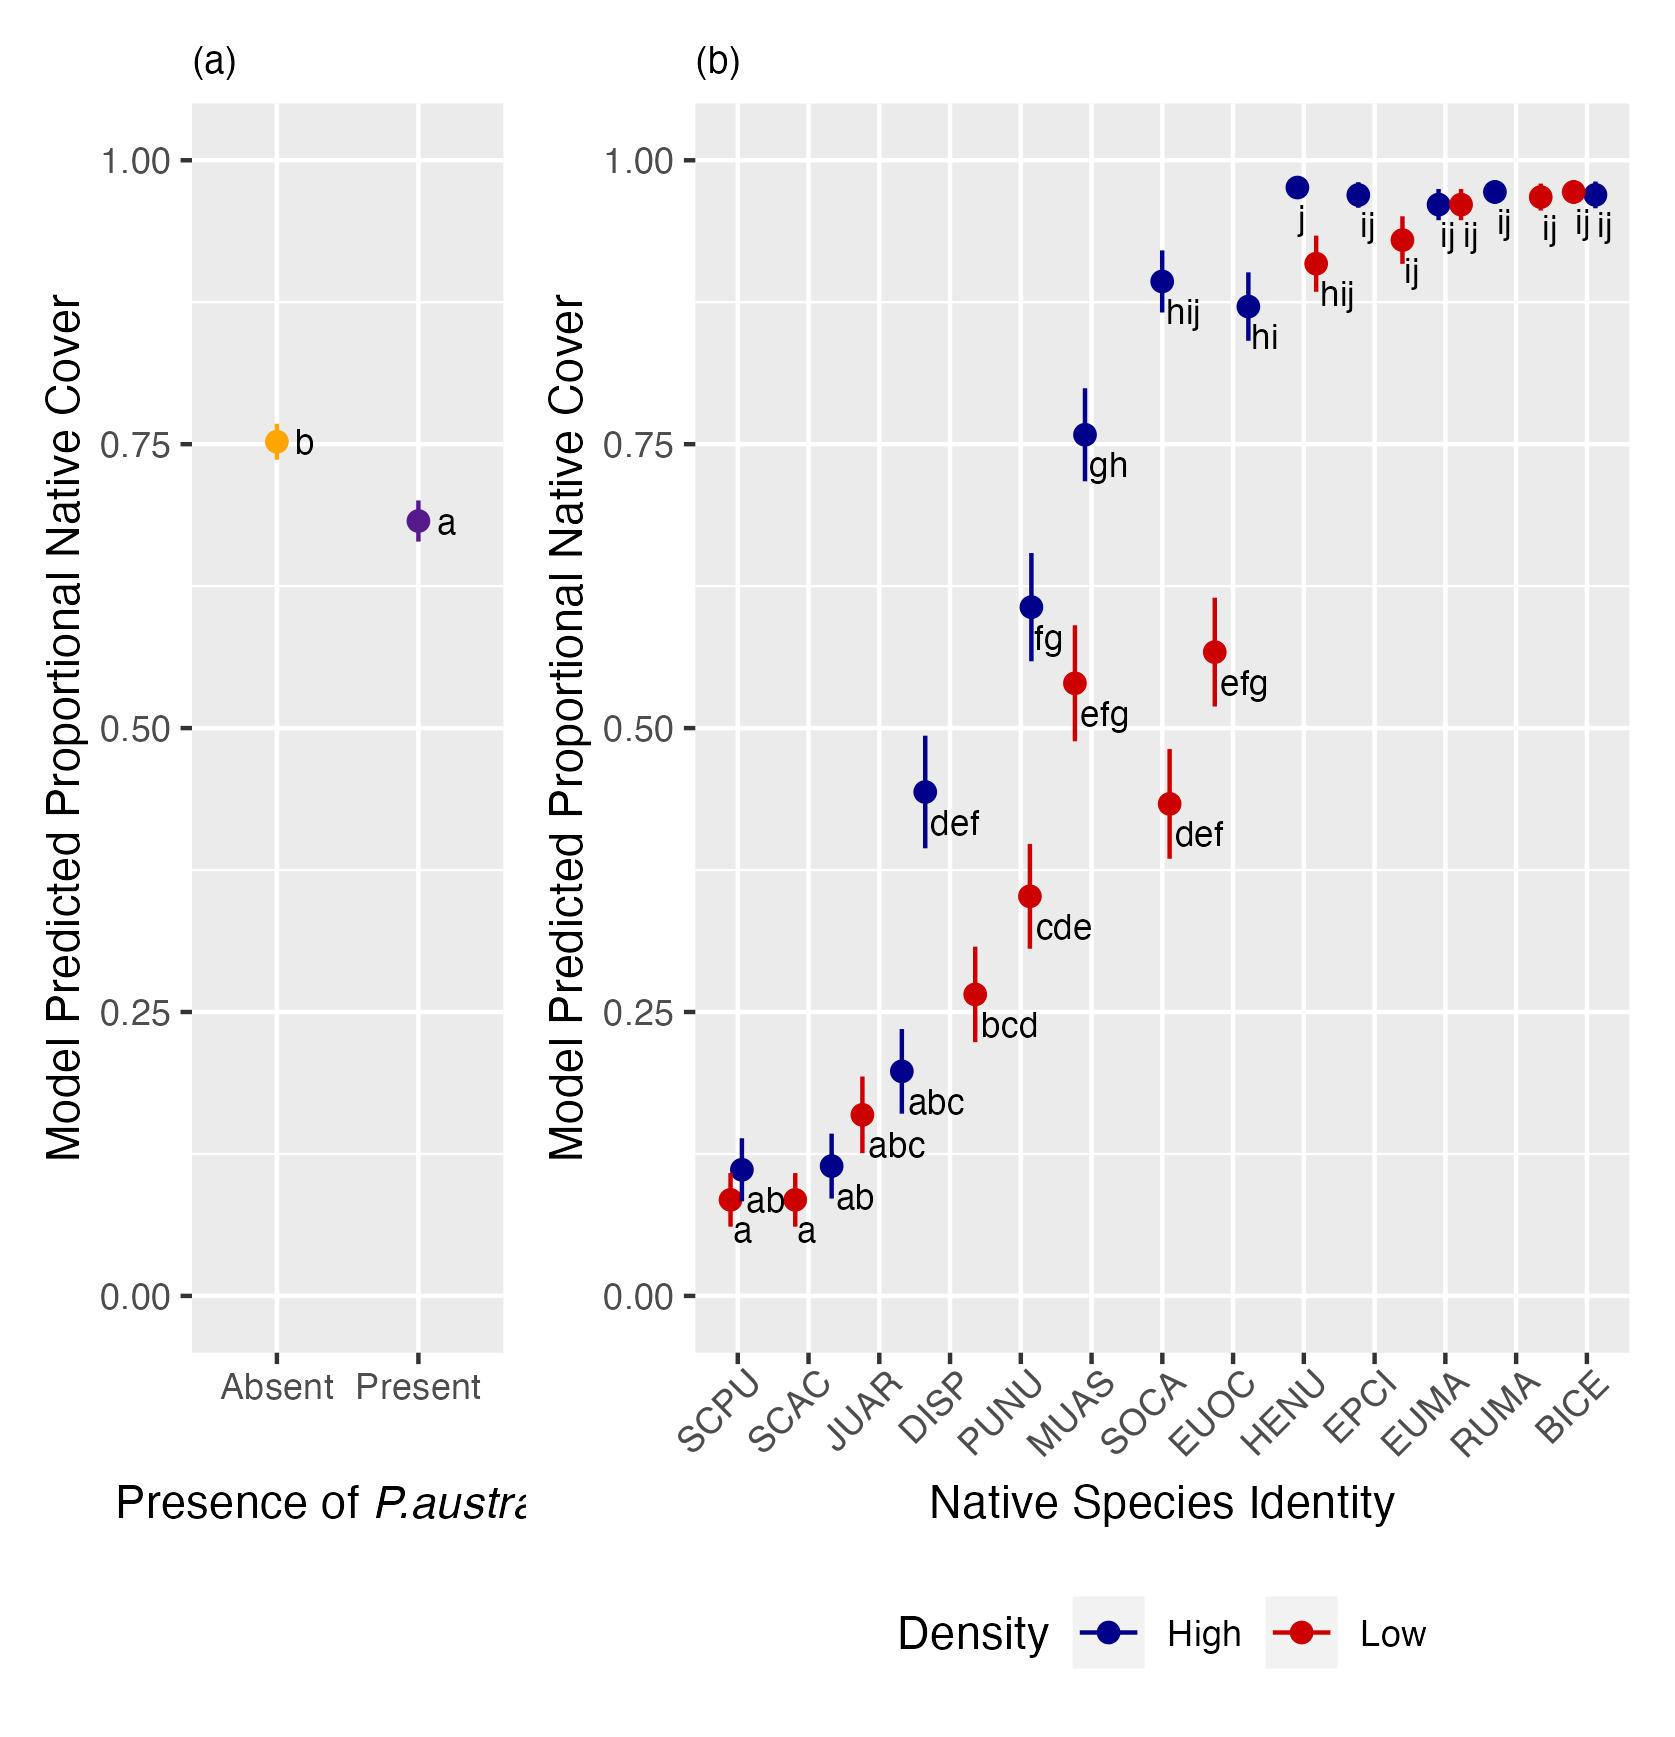 (a)
Model Predicted Proportional Native Cover
1.00
0.75
0.50
0.25
0.00
b
a
Absent
Present
Presence of P.austra
(b)
Model Predicted Proportional Native Cover
1.00
0.75
0.50
0.25
0.00
a
ab
a
ab
abc
abc
def
bcd
fg
cde
gh
efg
hij
def
hi
efg
j
hij
ij
ij
ij
ij
ij
ij
ij
ij
SCPU
SCAC
JUAR
DISP
PUNU
MUAS
SOCA
EUOC
HENU
EPCI
EUMA
RUMA
BICE
Native Species Identity
Density
High
Low